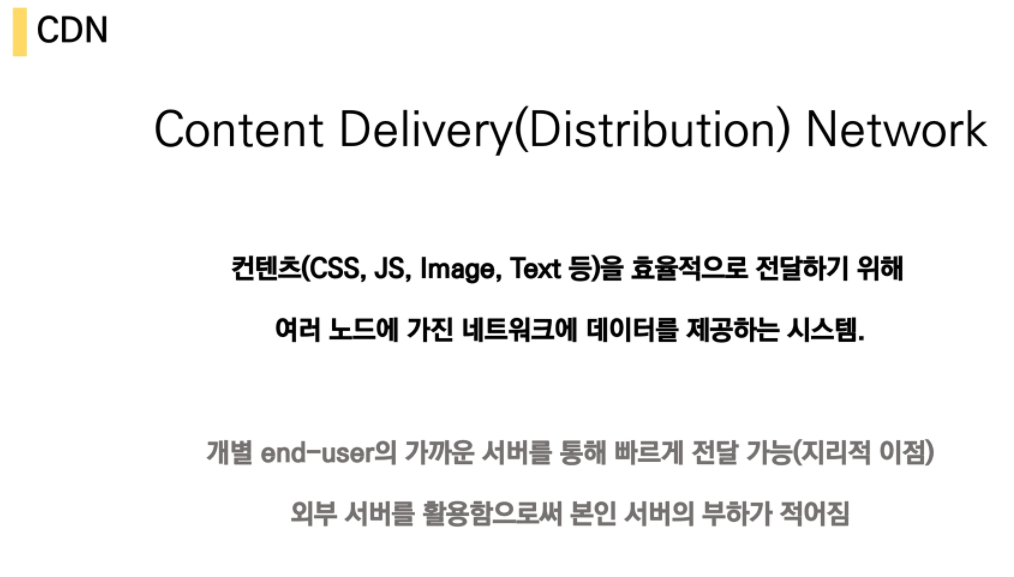 CDN
Content Delivery(Distribution) Network
컨텐츠(CSS, JS, Image, Text 등)을 효율적으로 전달하기 위해
여러 노드에 가진 네트워크에 데이터를 제공하는 시스템.
개별 end-user의 가까운 서버를 통해 빠르게 전달 가능(지리적 이점)
외부 서버를 활용함으로써 본인 서버의 부하가 적어짐